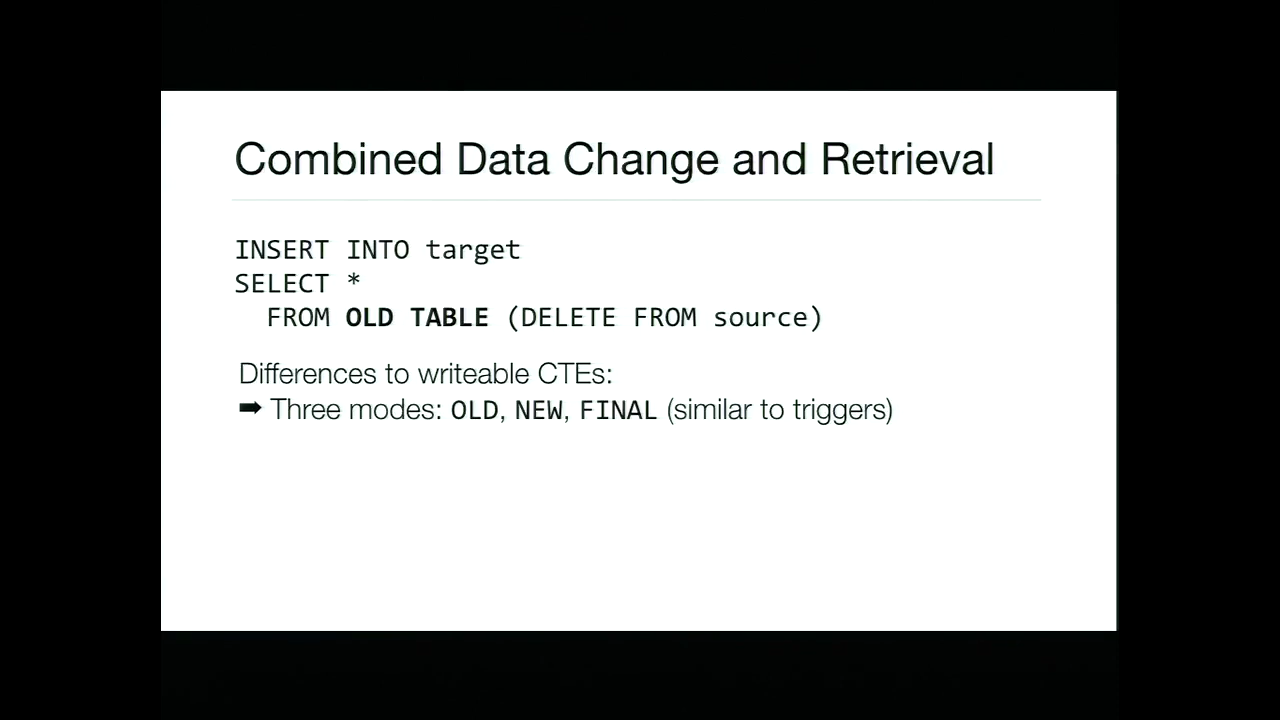 Combined Data Change and Retrieval
INSERT INTO target
SELECT *
FROM OLD TABLE (DELETE FROM source)
Differences to writeable CTEs:
➡ Three modes: OLD, NEW, FINAL (similar to triggers)